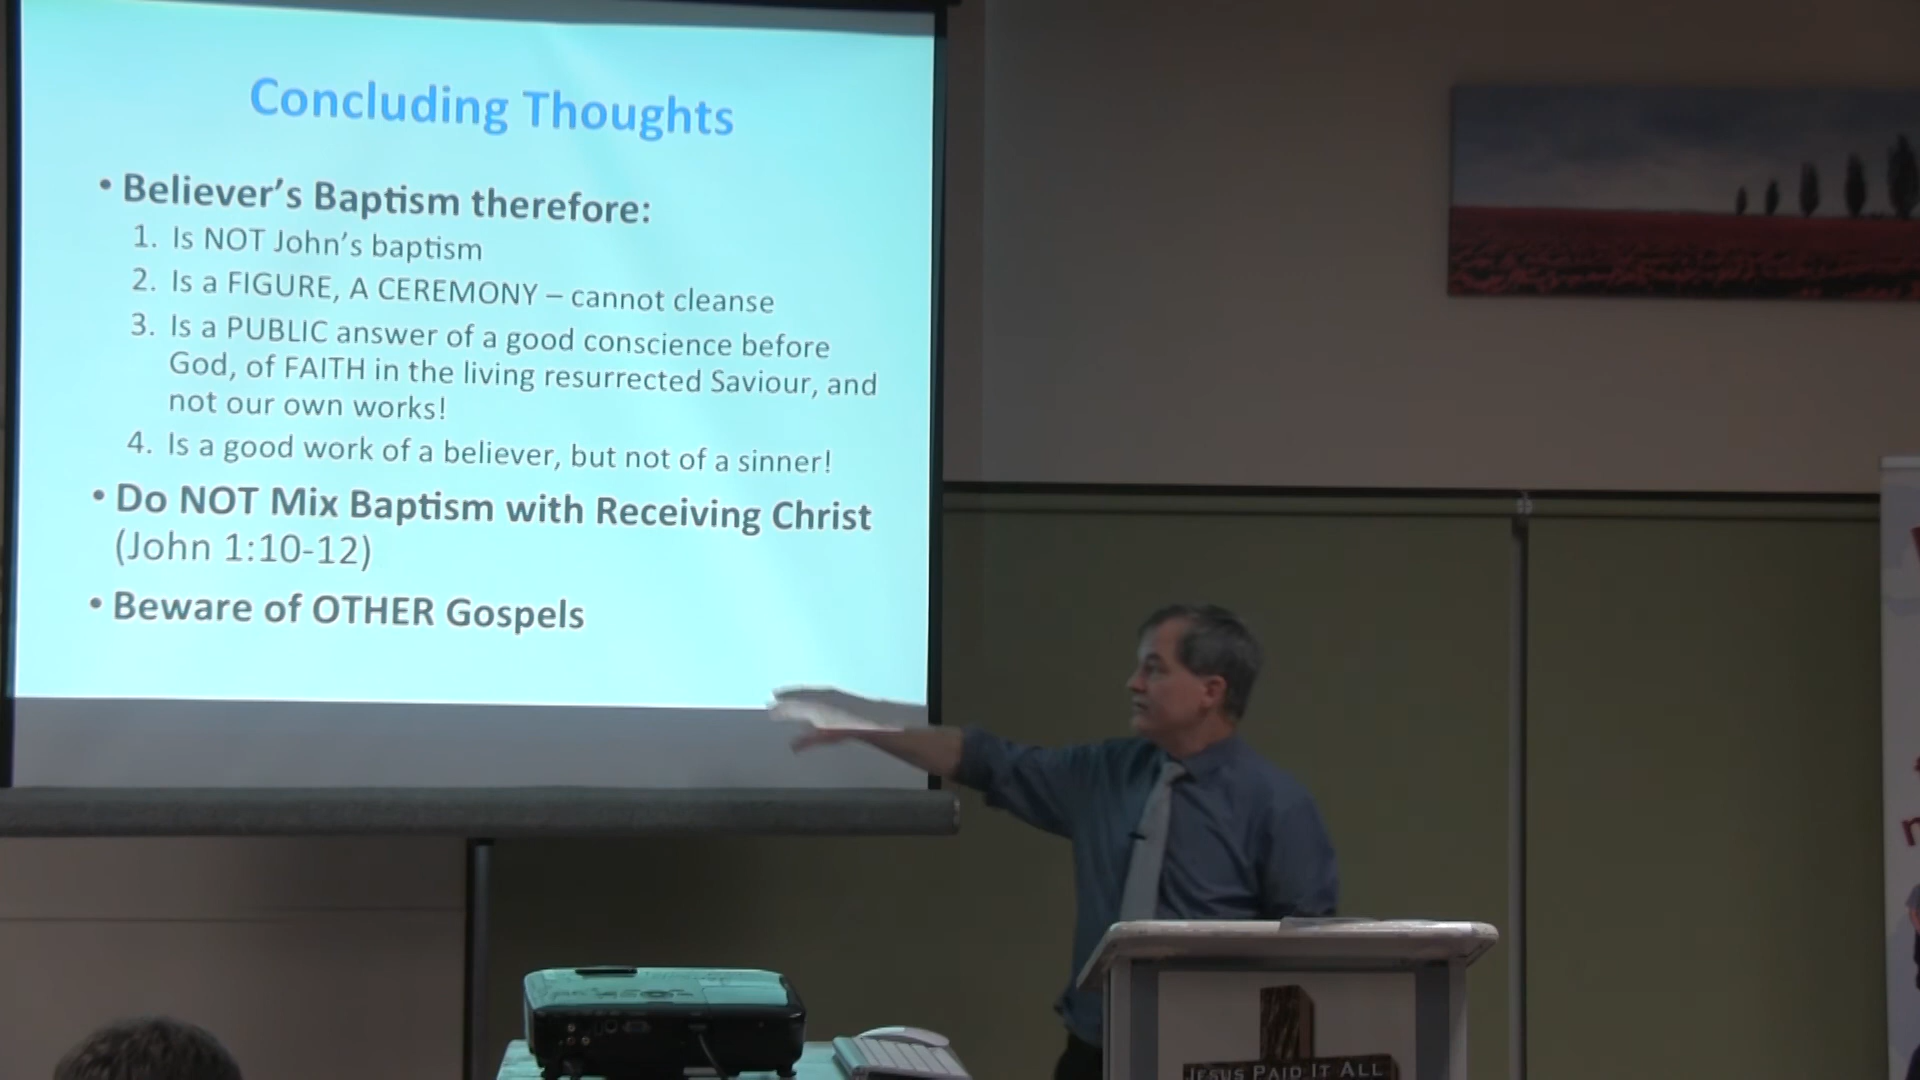 Concluding Thoughts
• Believer's Baptism therefore:
1. Is NOT John's baptism
2. Is a FIGURE, A CEREMONY – cannot cleanse
3. Is a PUBLIC answer of a good conscience before
God, of FAITH in the living resurrected Saviour, and
not our own works!
4. Is a good work of a believer, but not of a sinner!
• Do NOT Mix Baptism with Receiving Christ
(John 1:10-12)
• Beware of OTHER Gospels
JESUS PAID IT ALL